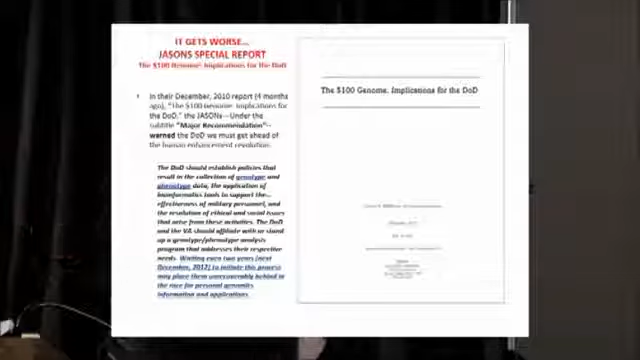 IT GETS WORSE...
JASONS SPECIAL REPORT
The $100 Genome: Implications for the DoD
• In their December, 2010 report (4 months
ago), "The $100 Genome: Implications for
the DoD," the JASONs—Under the
subtitle "Major Recommendation"—
warned the DoD we must get ahead of
the human enhancement revolution.
The DoD should establish policies that
result in the collection of genotype and
phenotype data, the application of
bioinformatics tools to support the
effectiveness of military personnel, and
the resolution of ethical and social issues
that arise from these activities. The DoD
and the VA should affiliate with or stand
up a genotype/phenotype analysis
program that addresses their respective
needs. Waiting even two years (next
December, 2012) to initiate this process
may place them unrecoverably behind in
the race for personal genomics
information and applications.
The $100 Genome: Implications for the DoD